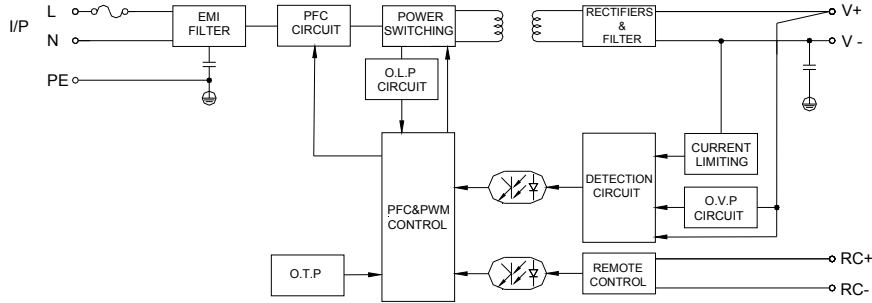 I/P
L
N
PE
EMI
FILTER
PFC
CIRCUIT
POWER
SWITCHING
O.L.P
CIRCUIT
RECTIFIERS
&
FILTER
V+
V -
PFC&PWM
CONTROL
DETECTION
CIRCUIT
CURRENT
LIMITING
O.V.P
CIRCUIT
O.T.P
REMOTE
CONTROL
RC+
RC-